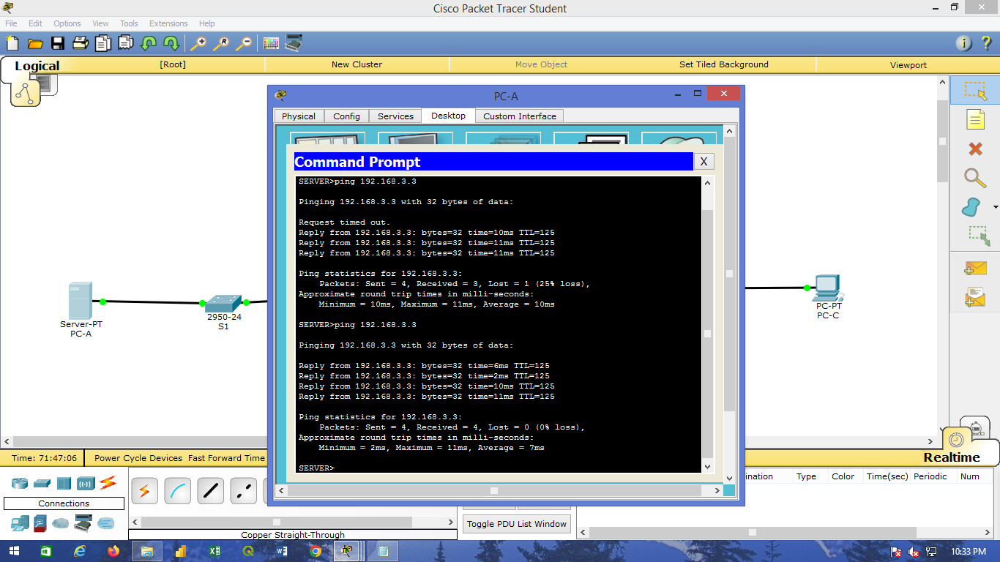 Cisco Packet Tracer Student
File Edit Options View Tools Extensions Help
Logical [Root] New Cluster Move Object Set Tiled Background Viewport
PC-A
Physical Config Services Desktop Custom Interface
Command Prompt X
SERVER>ping 192.168.3.3
Pinging 192.168.3.3 with 32 bytes of data:
Request timed out.
Reply from 192.168.3.3: bytes=32 time=10ms TTL=125
Reply from 192.168.3.3: bytes=32 time=11ms TTL=125
Reply from 192.168.3.3: bytes=32 time=11ms TTL=125
Ping statistics for 192.168.3.3:
Packets: Sent = 4, Received = 3, Lost = 1 (25% loss),
Approximate round trip times in milli-seconds:
Minimum = 10ms, Maximum = 11ms, Average = 10ms
SERVER>ping 192.168.3.3
Pinging 192.168.3.3 with 32 bytes of data:
Reply from 192.168.3.3: bytes=32 time=6ms TTL=125
Reply from 192.168.3.3: bytes=32 time=2ms TTL=125
Reply from 192.168.3.3: bytes=32 time=10ms TTL=125
Reply from 192.168.3.3: bytes=32 time=11ms TTL=125
Ping statistics for 192.168.3.3:
Packets: Sent = 4, Received = 4, Lost = 0 (0% loss),
Approximate round trip times in milli-seconds:
Minimum = 2ms, Maximum = 11ms, Average = 7ms
SERVER>
Server-PT
PC-A
2950-24
S1
PC-PT
PC-C
Time: 71:47:06 Power Cycle Devices Fast Forward Time
Realtime
ination Type Color Time(sec) Periodic Num
Connections
Toggle PDU List Window
Copper Straight-Through
10:33 PM